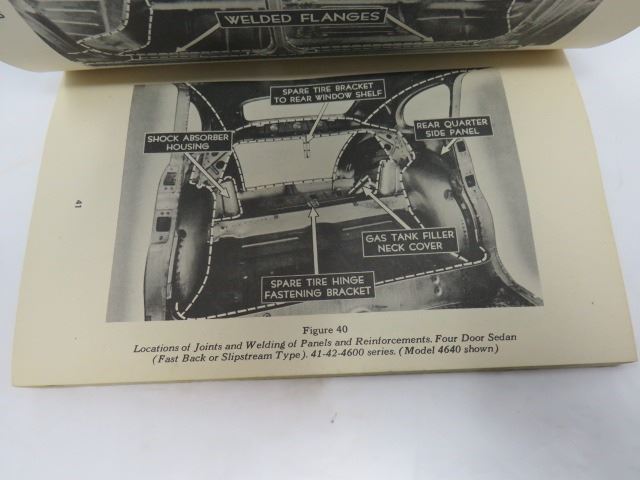 WELDED FLANGES
SPARE TIRE BRACKET
TO REAR WINDOW SHELF
SHOCK ABSORBER
HOUSING
REAR QUARTER
SIDE PANEL
GAS TANK FILLER
NECK COVER
SPARE TIRE HINGE
FASTENING BRACKET
41
Figure 40
Locations of Joints and Welding of Panels and Reinforcements. Four Door Sedan
(Fast Back or Slipstream Type). 41-42-4600 series. (Model 4640 shown)